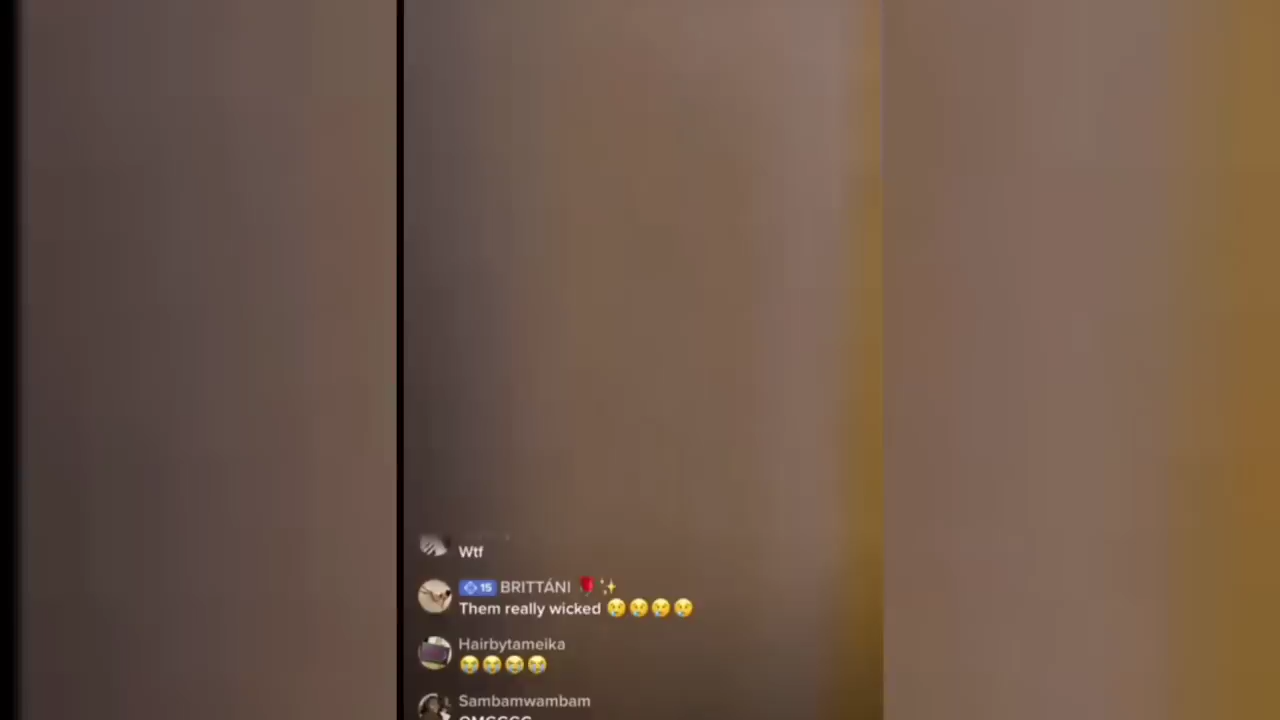 Wtf
15 BRITTÁNI 🌹✨
Them really wicked 😢😢😢😢
Hairbytameika
😭😭😭😭
Sambamwambam